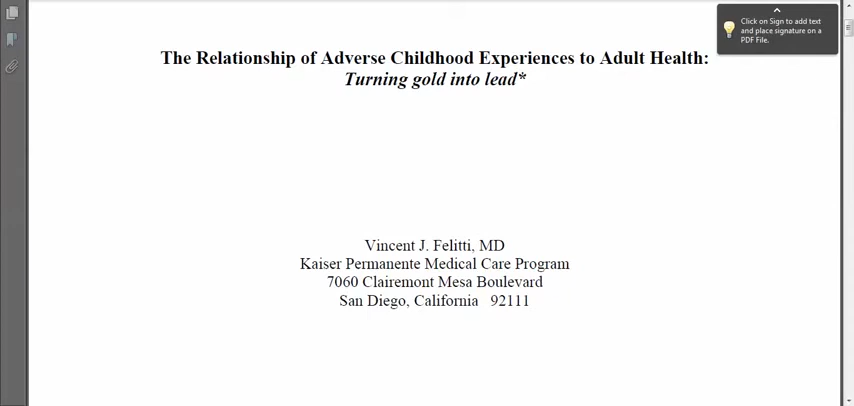 Click on Sign to add text
and place signature on a
PDF File.
The Relationship of Adverse Childhood Experiences to Adult Health:
Turning gold into lead*
Vincent J. Felitti, MD
Kaiser Permanente Medical Care Program
7060 Clairemont Mesa Boulevard
San Diego, California 92111